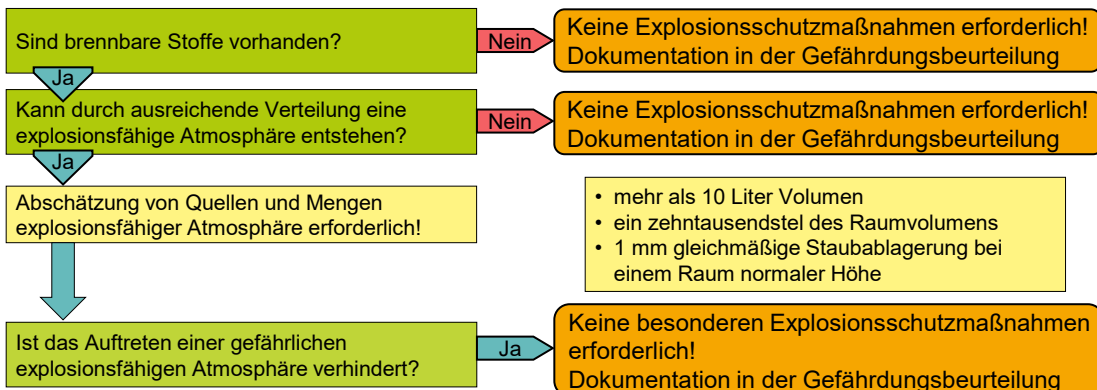 Sind brennbare Stoffe vorhanden?
Nein
Keine Explosionsschutzmaßnahmen erforderlich!
Dokumentation in der Gefährdungsbeurteilung
Ja
Kann durch ausreichende Verteilung eine
explosionsfähige Atmosphäre entstehen?
Nein
Keine Explosionsschutzmaßnahmen erforderlich!
Dokumentation in der Gefährdungsbeurteilung
Ja
Abschätzung von Quellen und Mengen
explosionsfähiger Atmosphäre erforderlich!
• mehr als 10 Liter Volumen
• ein zehntausendstel des Raumvolumens
• 1 mm gleichmäßige Staubablagerung bei
einem Raum normaler Höhe
Ist das Auftreten einer gefährlichen
explosionsfähigen Atmosphäre verhindert?
Ja
Keine besonderen Explosionsschutzmaßnahmen
erforderlich!
Dokumentation in der Gefährdungsbeurteilung